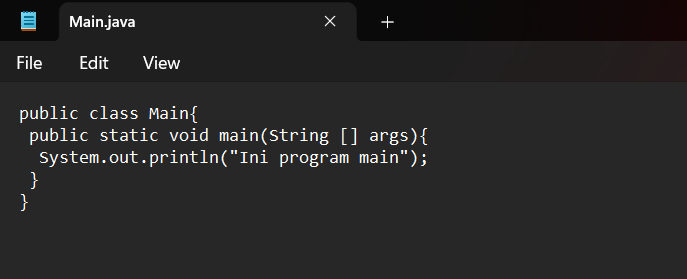 Main.java
File Edit View
public class Main{
 public static void main(String [] args){
  System.out.println("Ini program main");
 }
}